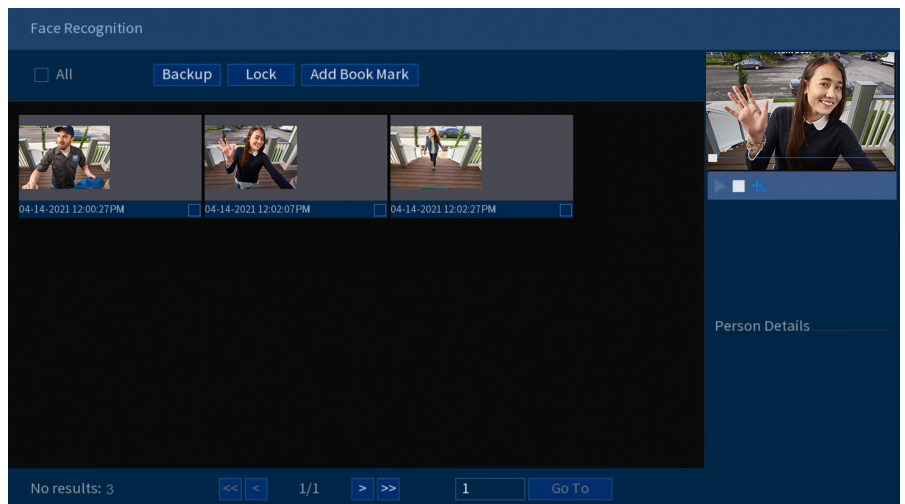 Face Recognition
All
Backup
Lock
Add Book Mark
04-14-2021 12:00:27PM
04-14-2021 12:02:07PM
04-14-2021 12:02:27PM
Person Details
No results: 3
<<
<
1/1
>
>>
1
Go To